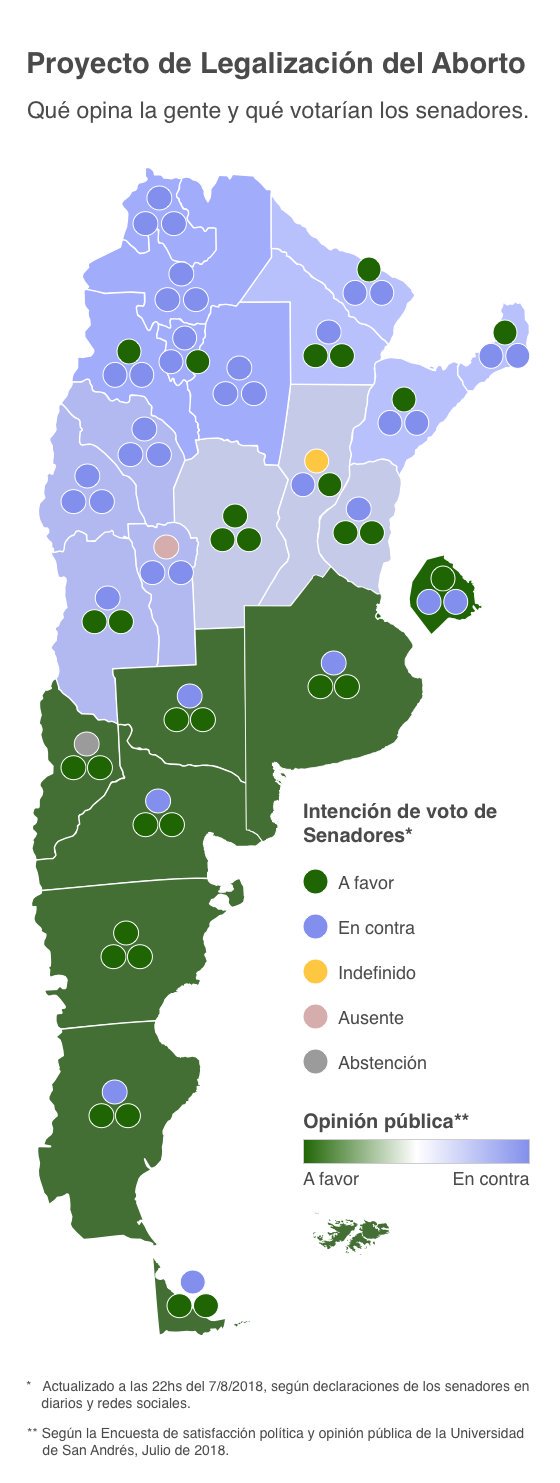 Proyecto de Legalización del Aborto
Qué opina la gente y qué votarían los senadores.
Intención de voto de
Senadores*
A favor
En contra
Indefinido
Ausente
Abstención
Opinión pública**
A favor En contra
* Actualizado a las 22hs del 7/8/2018, según declaraciones de los senadores en
diarios y redes sociales.
** Según la Encuesta de satisfacción política y opinión pública de la Universidad
de San Andrés, Julio de 2018.